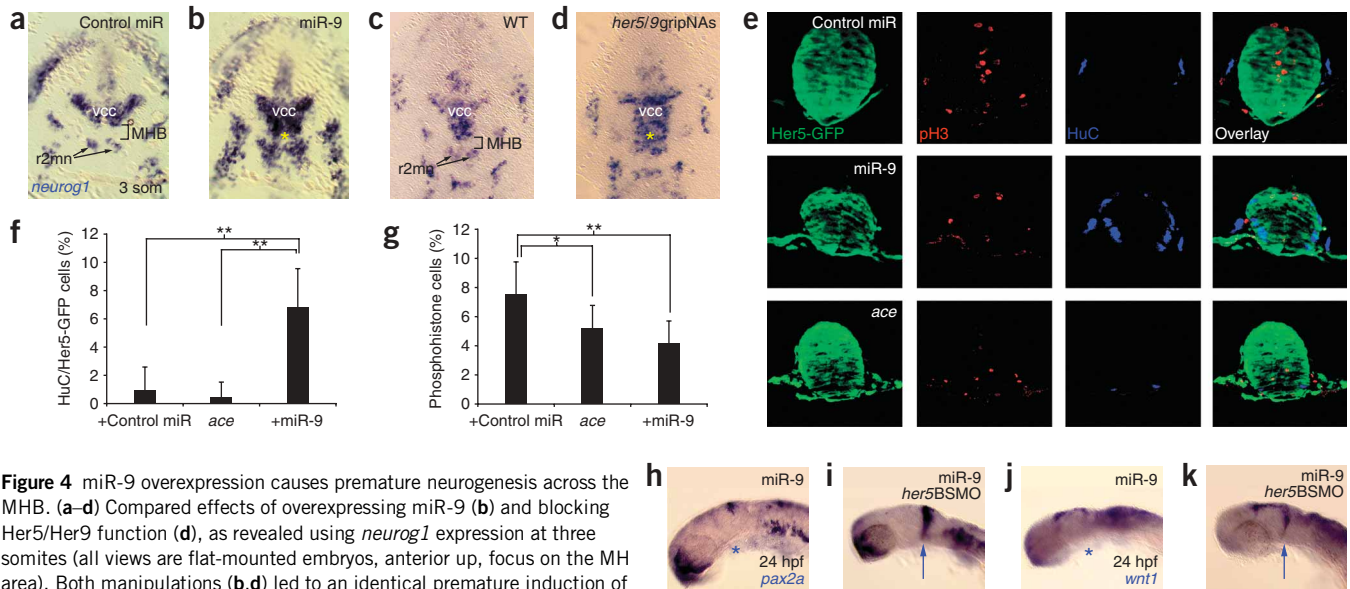 a Control miR
vcc
MHB
r2mn
neurog1 3 som
b miR-9
vcc
*
c WT
vcc
MHB
r2mn
d her5/9gripNAs
vcc
*
e Control miR
Her5-GFP pH3 HuC Overlay
miR-9
ace
f
HuC/Her5-GFP cells (%)
12
10
8
6
4
2
0
**
**
+Control miR ace +miR-9
g
Phosphohistone cells (%)
12
10
8
6
4
2
0
**
*
+Control miR ace +miR-9
Figure 4 miR-9 overexpression causes premature neurogenesis across the
MHB. (a–d) Compared effects of overexpressing miR-9 (b) and blocking
Her5/Her9 function (d), as revealed using neurog1 expression at three
somites (all views are flat-mounted embryos, anterior up, focus on the MH
area). Both manipulations (b,d) led to an identical premature induction of
h miR-9
*
24 hpf
pax2a
i miR-9
her5BSMO
j miR-9
*
24 hpf
wnt1
k miR-9
her5BSMO